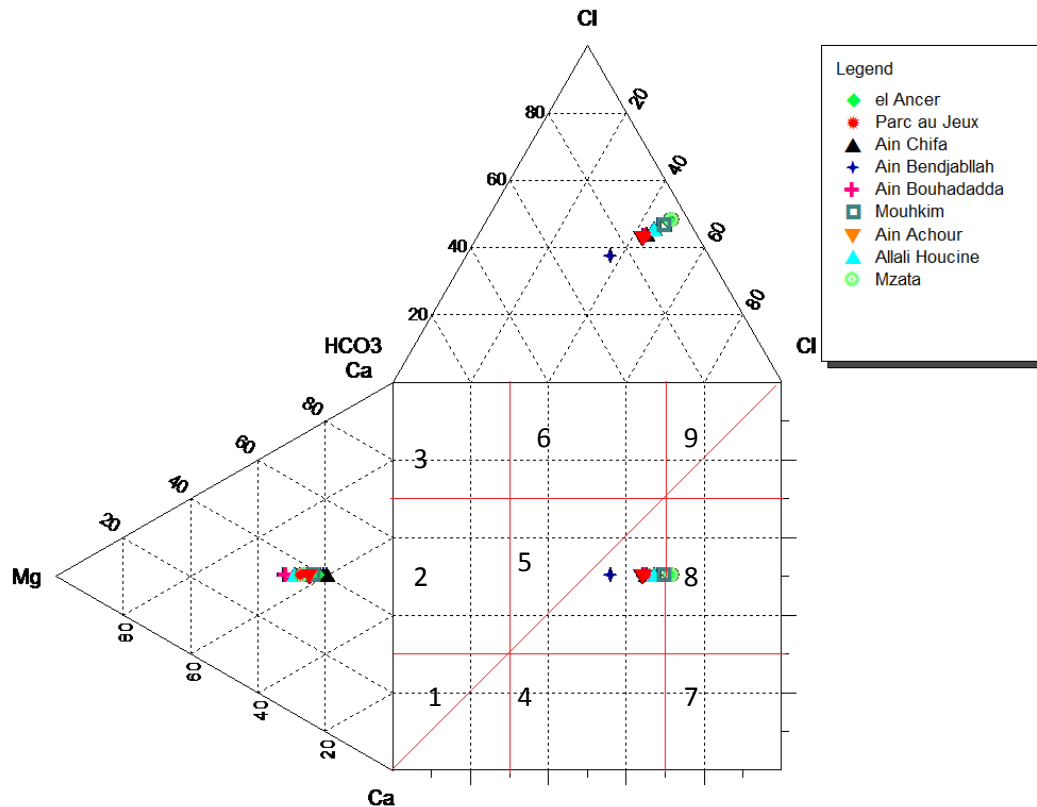 Cl
80
20
60
40
40
60
20
80
HCO3
Cl
Ca
80
60
40
20
Mg
80
60
40
20
Ca
3
6
9
2
5
8
1
4
7
Legend
el Ancer
Parc au Jeux
Ain Chifa
Ain Bendjabllah
Ain Bouhadadda
Mouhkim
Ain Achour
Allali Houcine
Mzata